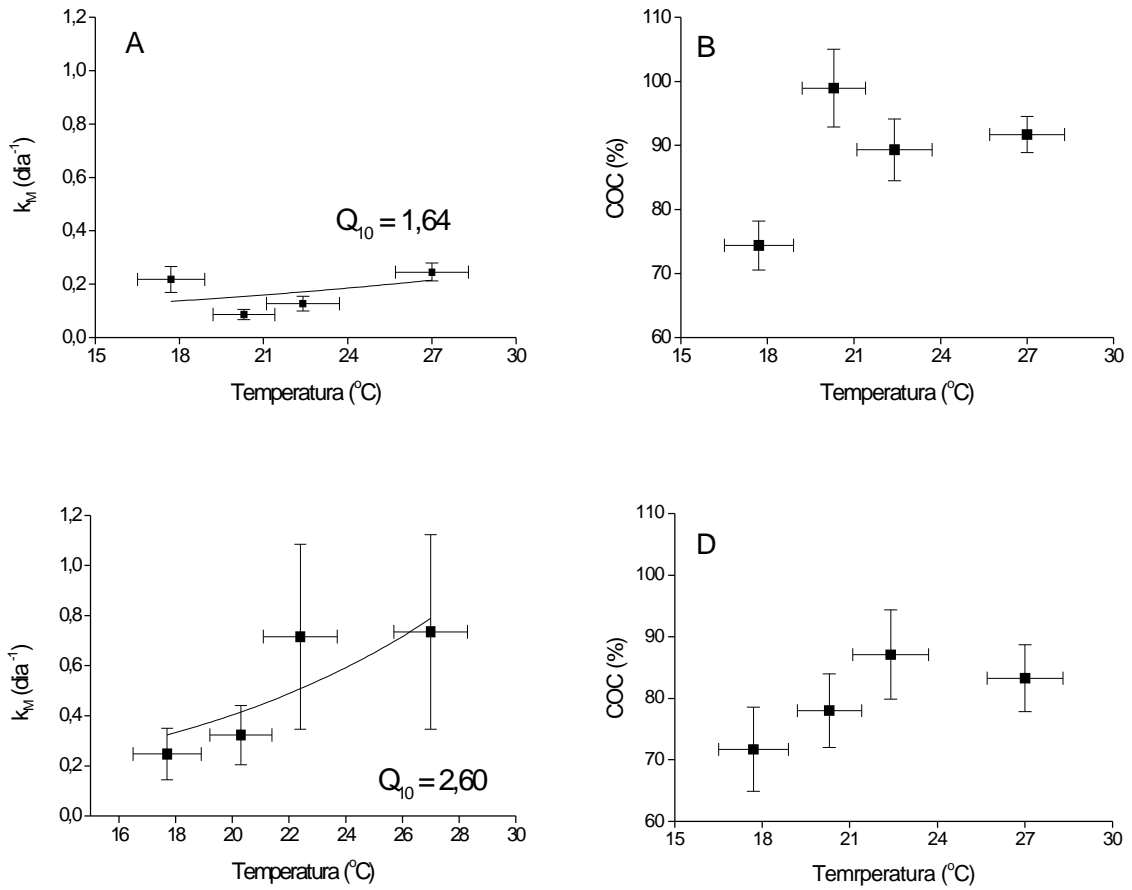 A
1,2
1,0
0,8
0,6
0,4
0,2
0,0
k_M (dia⁻¹)
Q₁₀ = 1,64
15 18 21 24 27 30
Temperatura (°C)
B
110
100
90
80
70
60
COC (%)
15 18 21 24 27 30
Temperatura (°C)
1,2
1,0
0,8
0,6
0,4
0,2
0,0
k_M (dia⁻¹)
Q₁₀ = 2,60
16 18 20 22 24 26 28 30
Temperatura (°C)
D
110
100
90
80
70
60
COC (%)
15 18 21 24 27 30
Temrperatura (°C)